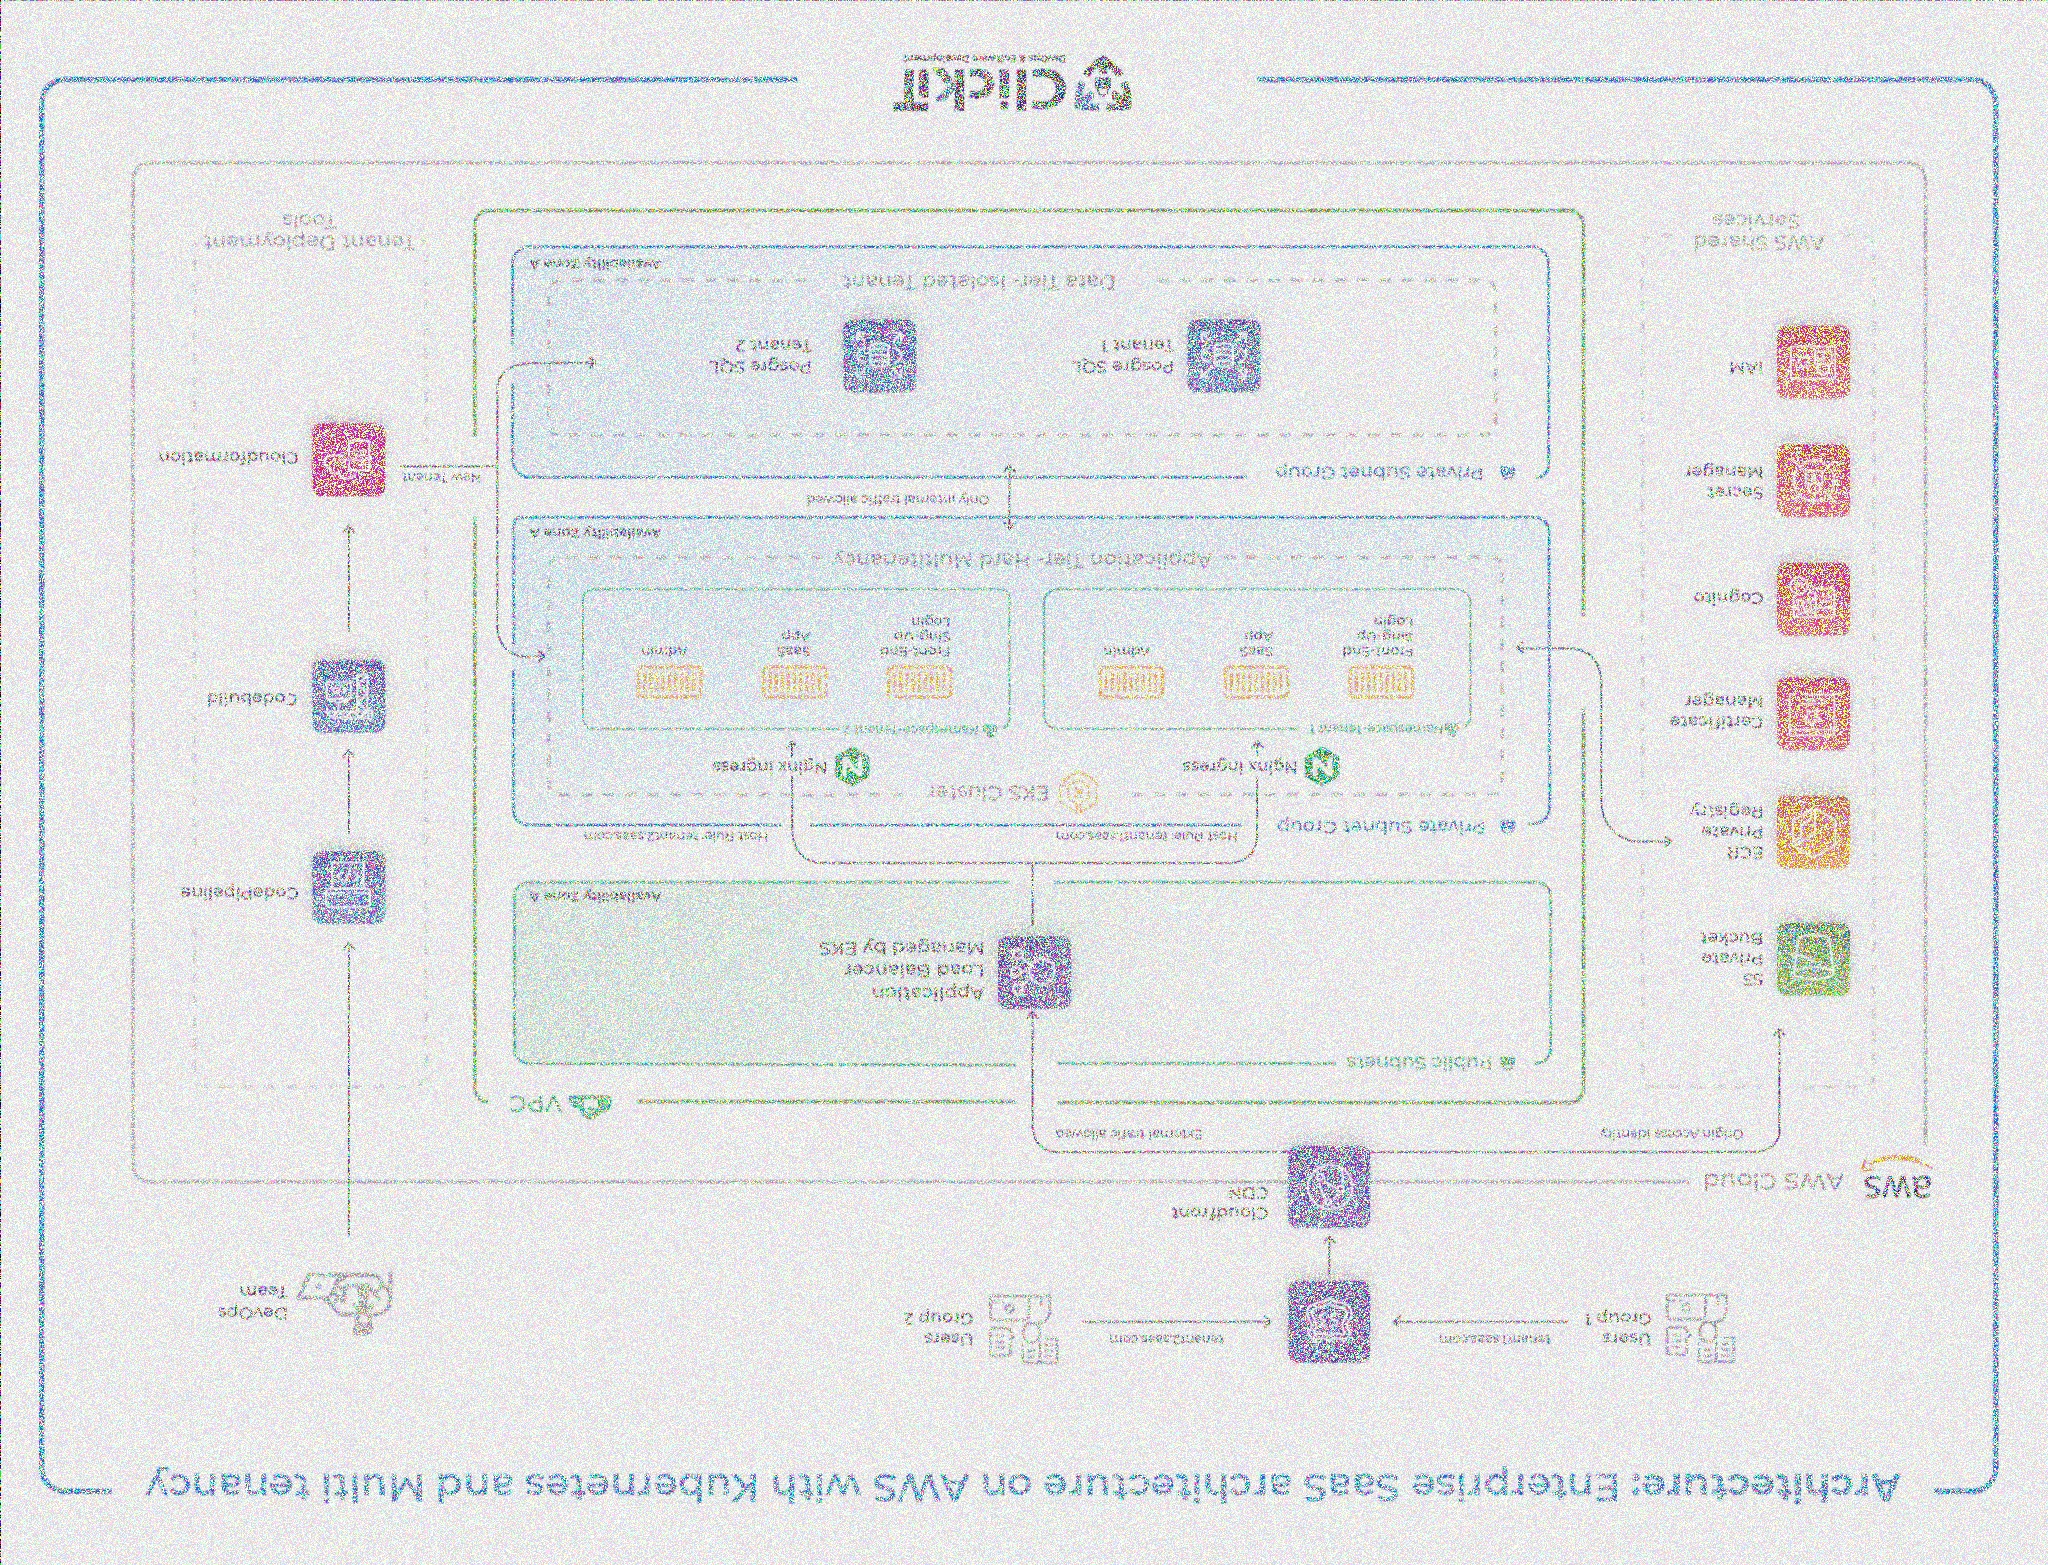 Architecture: Enterprise SaaS architecture on AWS with Kubernetes and Multi tenancy
Users
Group 1
tenant1.saas.com
tenant2.saas.com
Users
Group 2
DevOps
Team
Cloudfront
CDN
aws
AWS Cloud
Origin Access identity
External trafic allowed
VPC
Public Subnets
Application
Load Balancer
Managed by EKS
Availability Zone A
S5
Private
Bucket
ECR
Private
Registry
Certificate
Manager
Cognito
Secret
Manager
IAM
AWS Shared
Services
Private Subnet Group
Host Rule: tenant1.saas.com
Host Rule: tenant2.saas.com
EKS Cluster
Nginx ingress
Nginx ingress
Namespace-Tenant 1
Namespace-Tenant 2
Front-End
Sing-Up
Login
SaaS
App
Admin
Front-End
Sing-Up
Login
SaaS
App
Admin
Application Tier- Hard Multitenancy
Availability Zone A
Only internal traffic allowed
Private Subnet Group
Posgre SQL
Tenant 1
Posgre SQL
Tenant 2
Data Tier- Isolated Tenant
Availability Zone A
CodePipeline
Codebuild
New Tenent
Cloudformation
Tenant Deployment
Tools
ClickIT
DevOps & Software Development